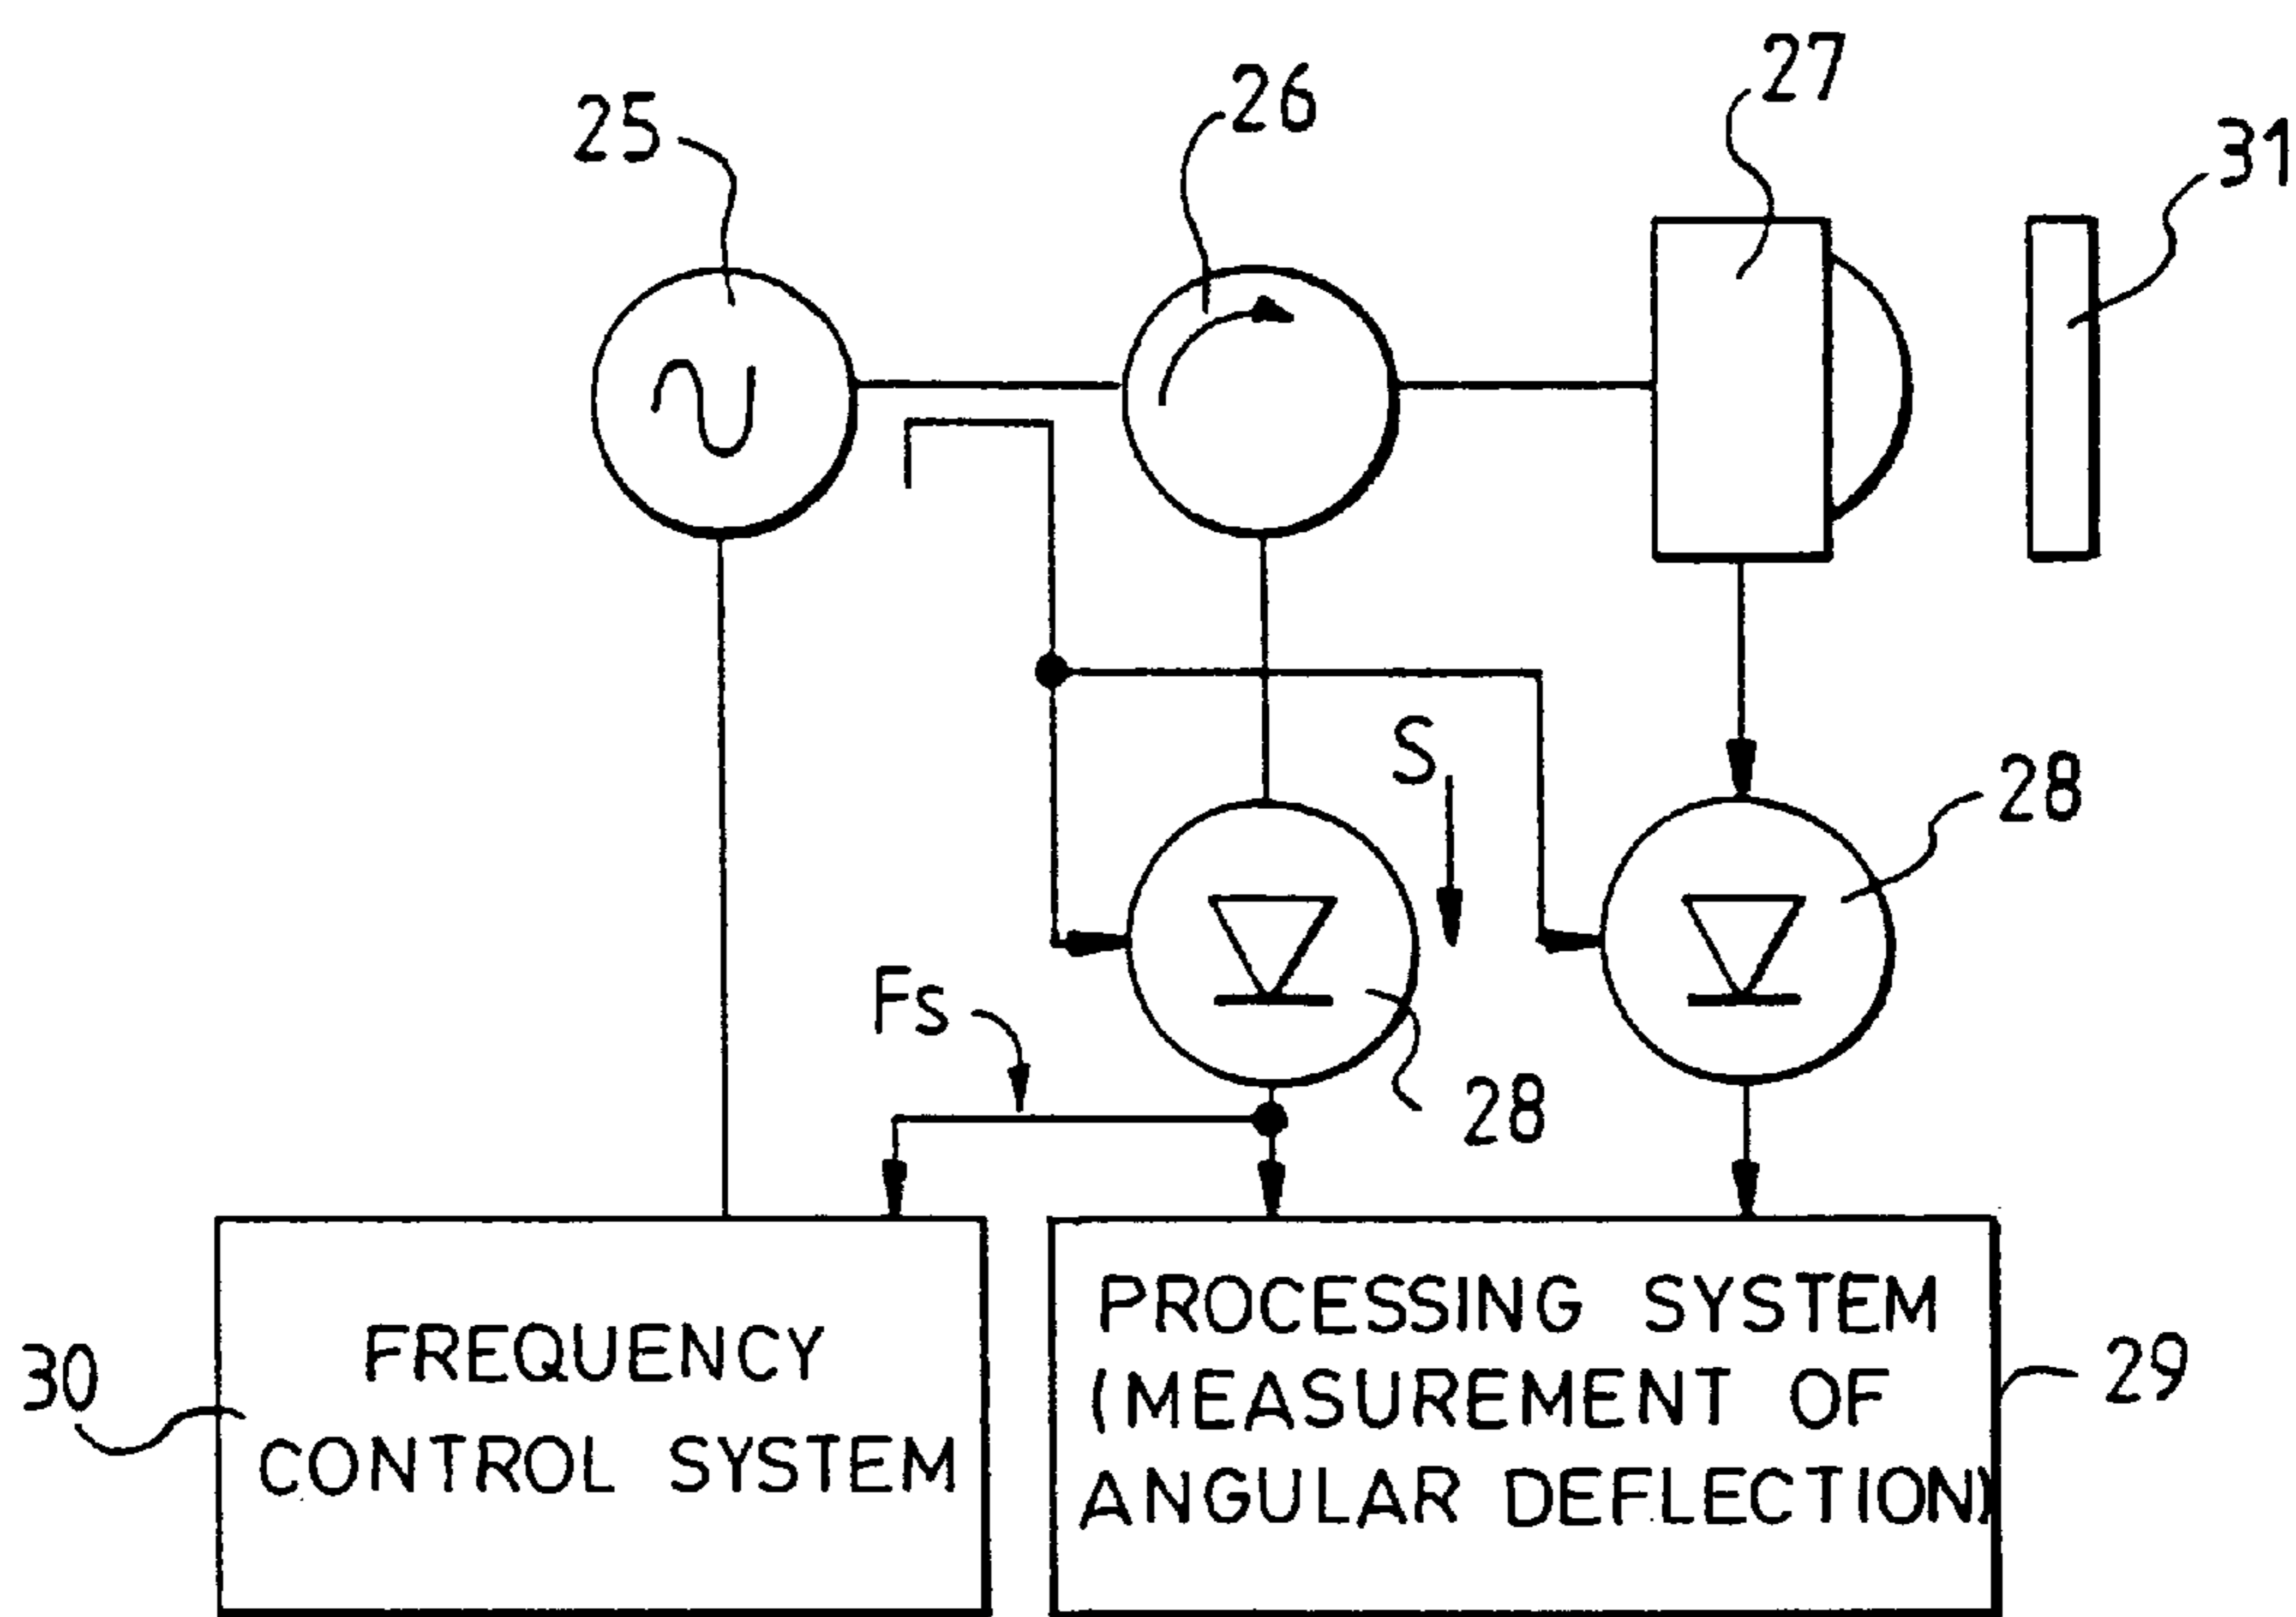 27
26
25
31
S
28
Fs
28
FREQUENCY
CONTROL SYSTEM
30
PROCESSING SYSTEM
(MEASUREMENT OF
ANGULAR DEFLECTION)
29